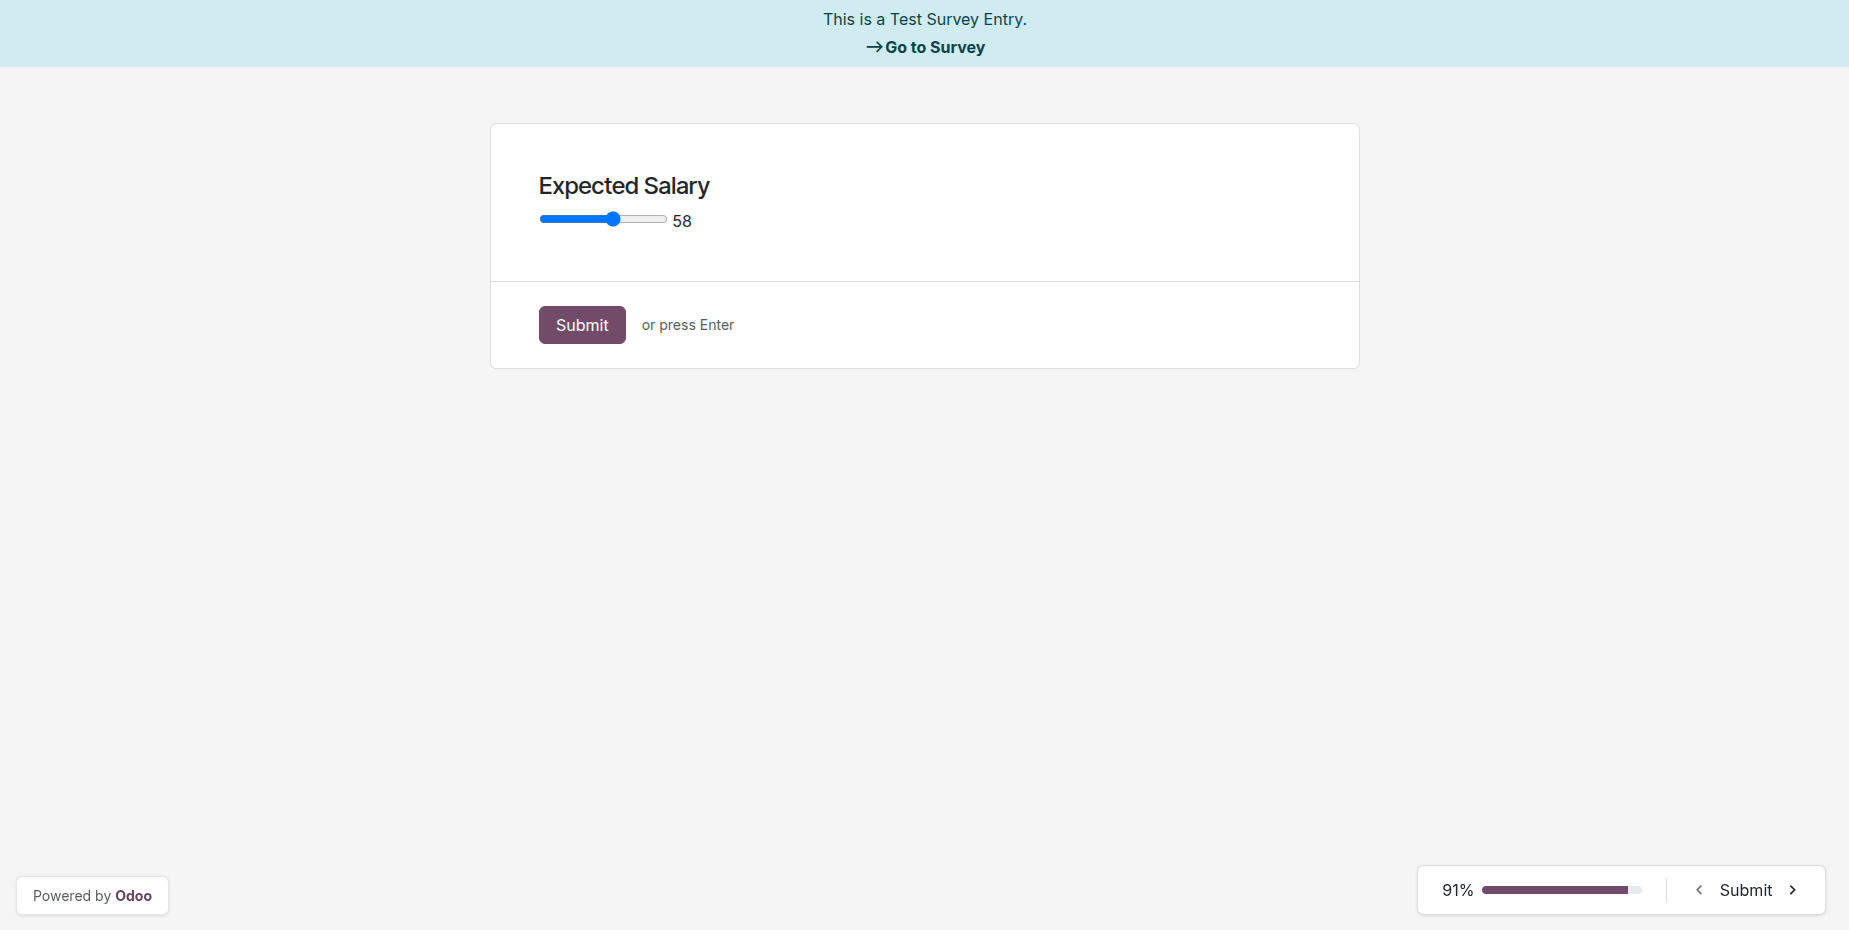 This is a Test Survey Entry.
Go to Survey
Expected Salary
58
Submit or press Enter
Powered by Odoo
91% Submit